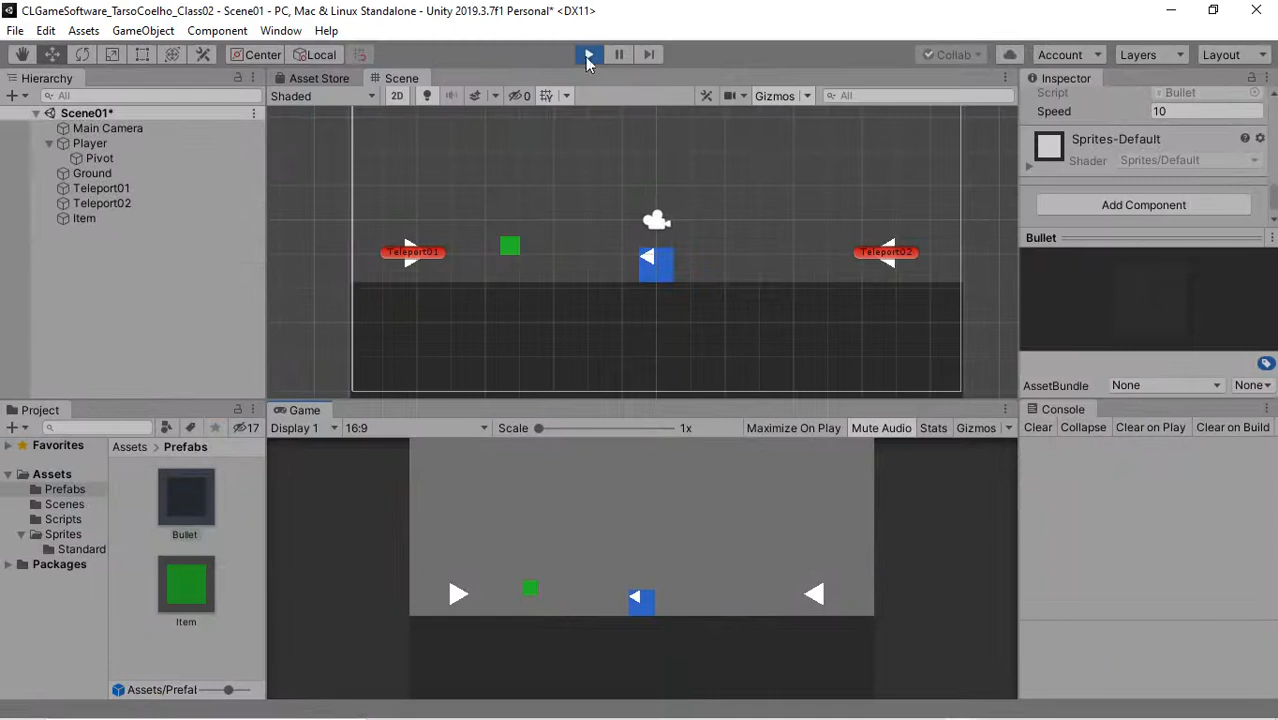 CLGameSoftware_TarsoCoelho_Class02 - Scene01 - PC, Mac & Linux Standalone - Unity 2019.3.7f1 Personal* <DX11>
File Edit Assets GameObject Component Window Help
Center Local Collab Account Layers Layout
Hierarchy
All
Scene01*
Main Camera
Player
Pivot
Ground
Teleport01
Teleport02
Item
Asset Store Scene
Shaded 2D 0 Gizmos All
Teleport01 Teleport02
Inspector
Script Bullet
Speed 10
Sprites-Default
Shader Sprites/Default
Add Component
Bullet
AssetBundle None None
Project
17
Favorites
Assets
Prefabs
Scenes
Scripts
Sprites
Standard
Packages
Assets Prefabs
Bullet
Item
Assets/Prefal
Game
Display 1 16:9 Scale 1x Maximize On Play Mute Audio Stats Gizmos
Console
Clear Collapse Clear on Play Clear on Build